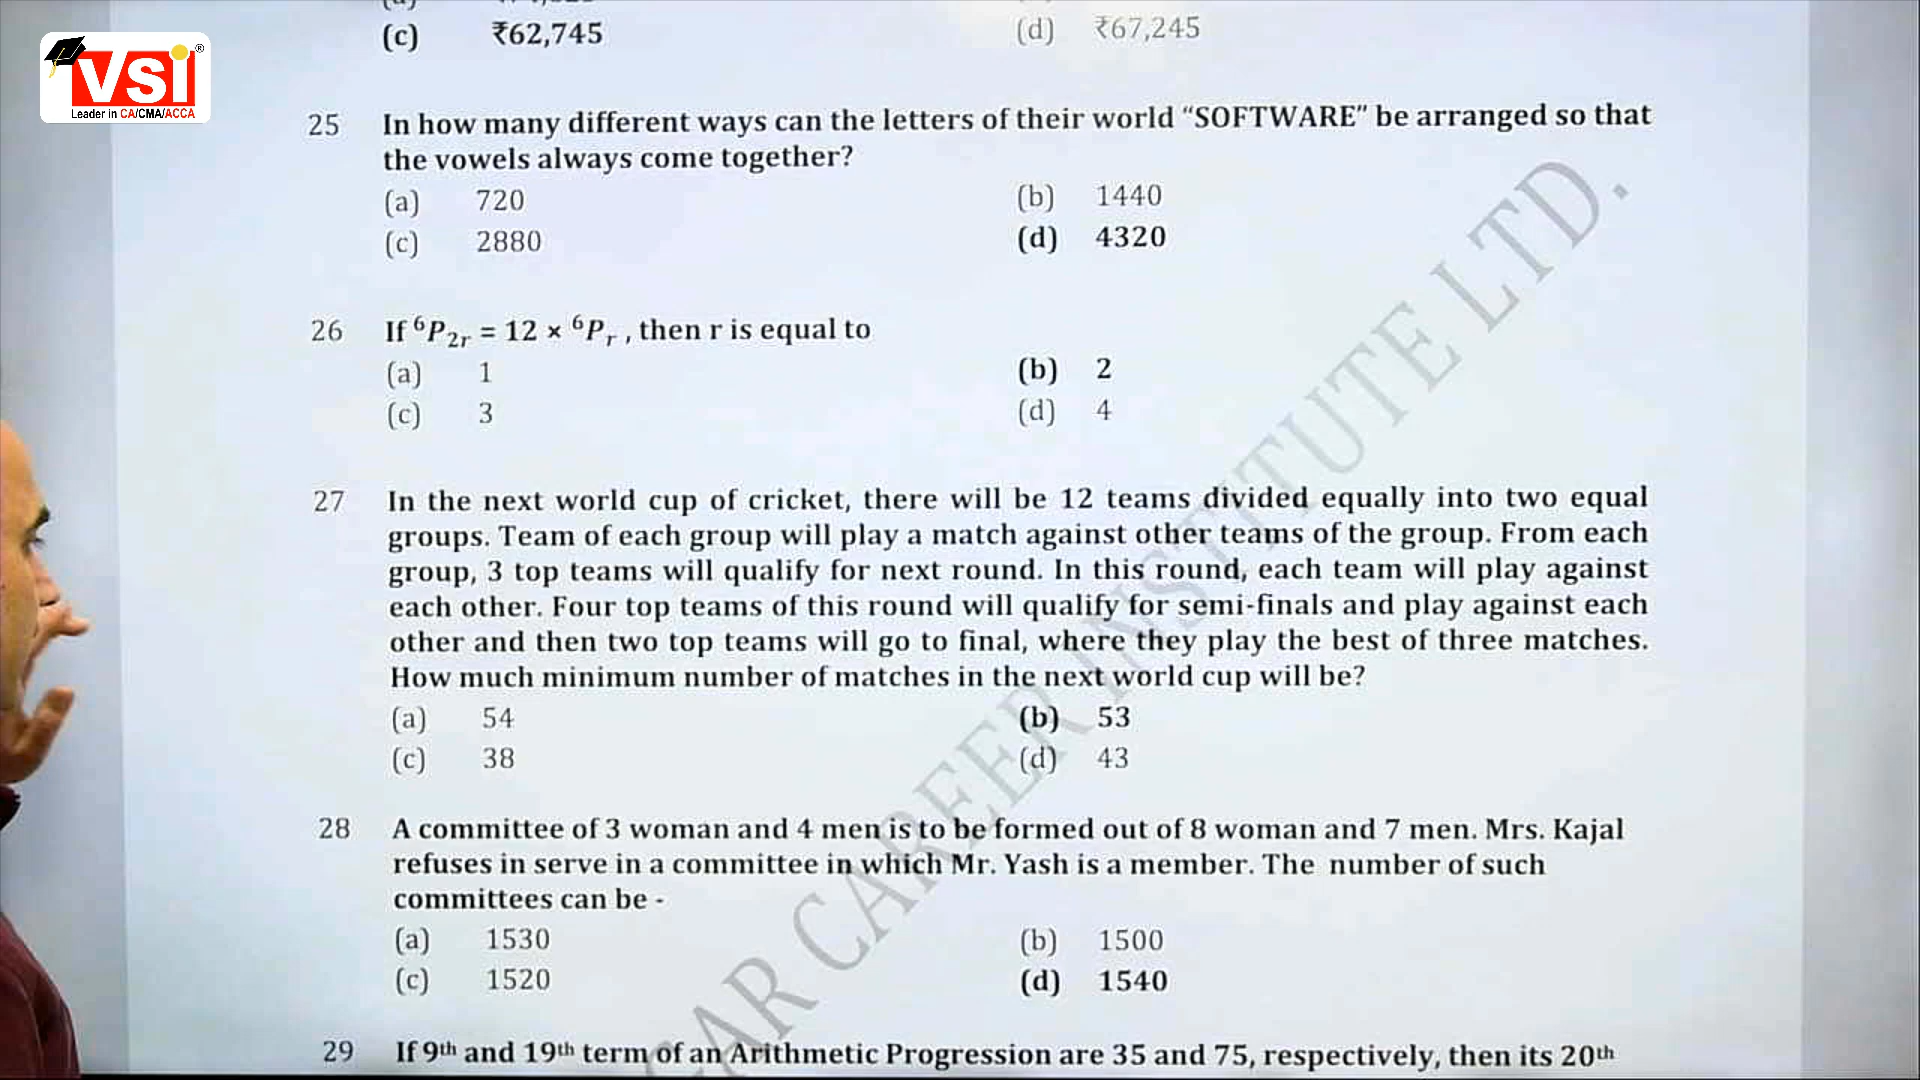 (c) ₹62,745 (d) ₹67,245
VSI®
Leader in CA/CMA/ACCA
25 In how many different ways can the letters of their world “SOFTWARE” be arranged so that
the vowels always come together?
(a) 720 (b) 1440
(c) 2880 (d) 4320
26 If ⁶P₂ᵣ = 12 × ⁶Pᵣ , then r is equal to
(a) 1 (b) 2
(c) 3 (d) 4
27 In the next world cup of cricket, there will be 12 teams divided equally into two equal
groups. Team of each group will play a match against other teams of the group. From each
group, 3 top teams will qualify for next round. In this round, each team will play against
each other. Four top teams of this round will qualify for semi-finals and play against each
other and then two top teams will go to final, where they play the best of three matches.
How much minimum number of matches in the next world cup will be?
(a) 54 (b) 53
(c) 38 (d) 43
28 A committee of 3 woman and 4 men is to be formed out of 8 woman and 7 men. Mrs. Kajal
refuses in serve in a committee in which Mr. Yash is a member. The number of such
committees can be -
(a) 1530 (b) 1500
(c) 1520 (d) 1540
29 If 9th and 19th term of an Arithmetic Progression are 35 and 75, respectively, then its 20th
CAREER INSTITUTE LTD.